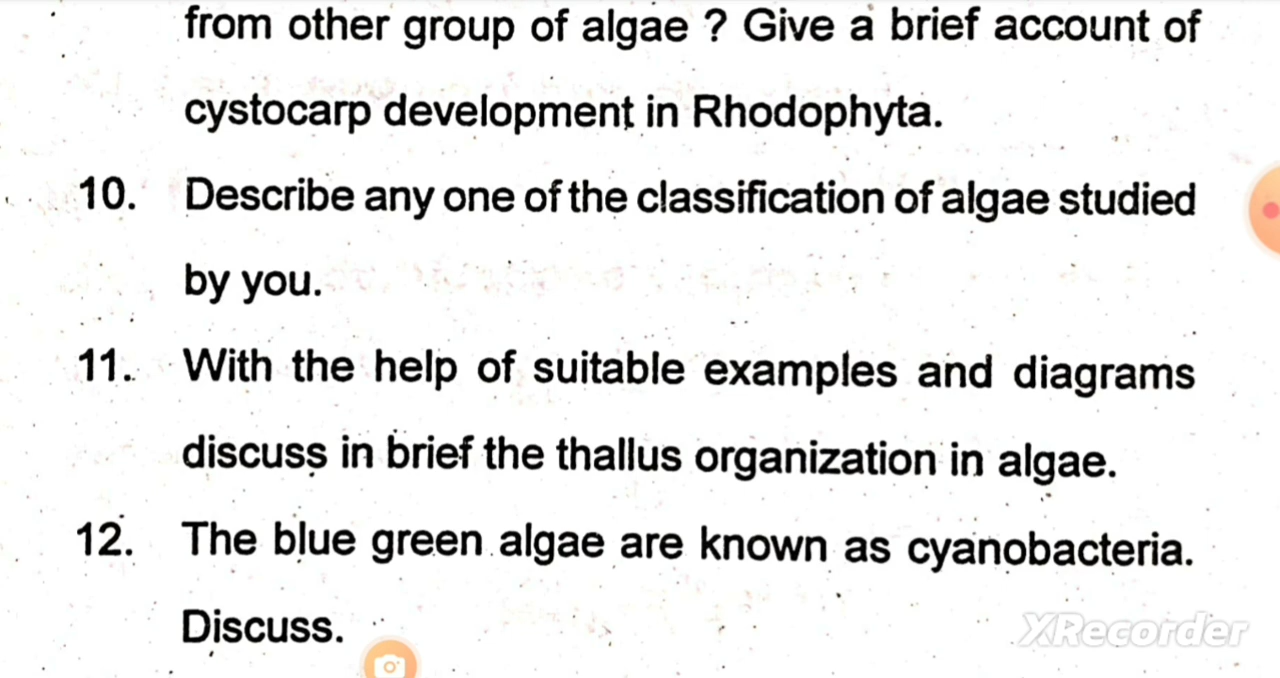 from other group of algae ? Give a brief account of
cystocarp development in Rhodophyta.
10. Describe any one of the classification of algae studied
by you.
11. With the help of suitable examples and diagrams
discuss in brief the thallus organization in algae.
12. The blue green algae are known as cyanobacteria.
Discuss.
XRecorder